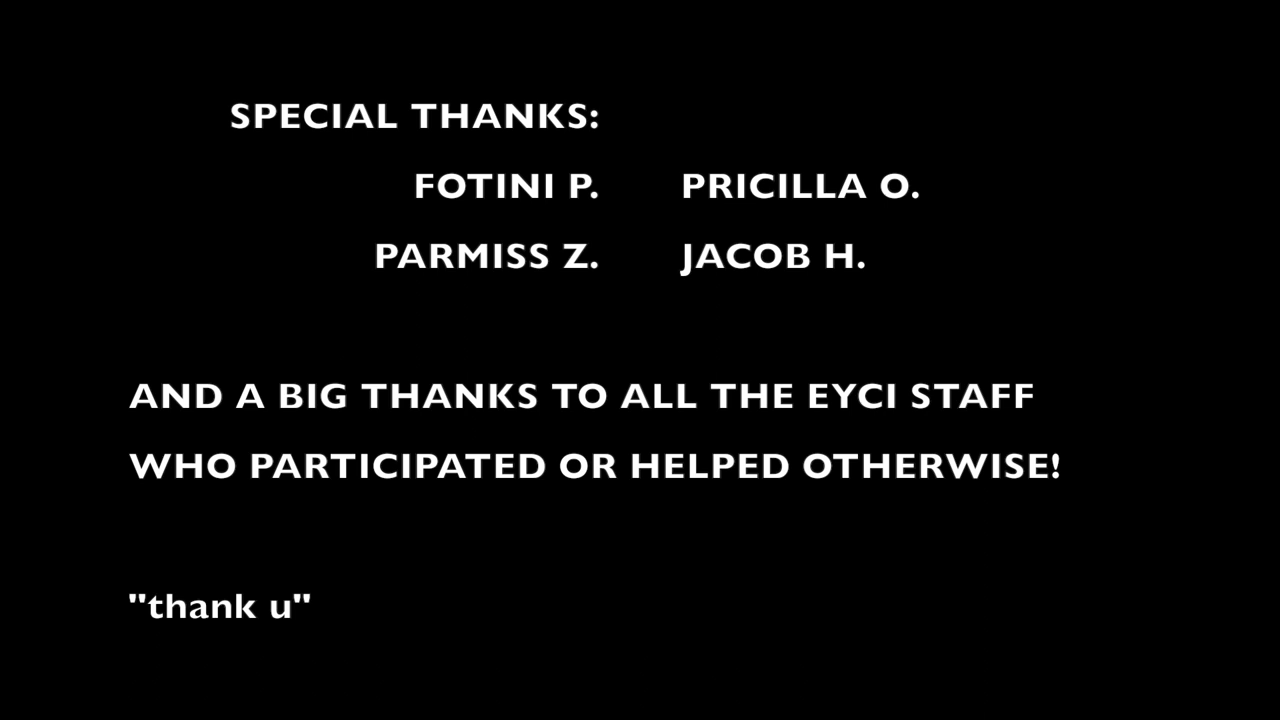 SPECIAL THANKS:
FOTINI P. PRICILLA O.
PARMISS Z. JACOB H.
AND A BIG THANKS TO ALL THE EYCI STAFF
WHO PARTICIPATED OR HELPED OTHERWISE!
"thank u"